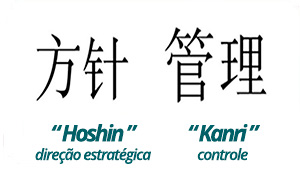 方针 管理
“Hoshin” “Kanri”
direção estratégica controle